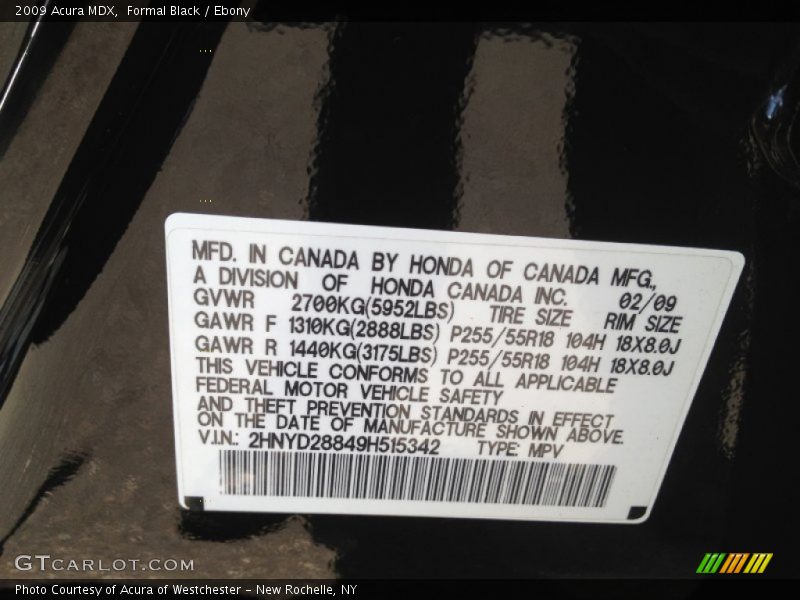 2009 Acura MDX, Formal Black / Ebony
MFD. IN CANADA BY HONDA OF CANADA MFG.,
A DIVISION OF HONDA CANADA INC. 02/09
GVWR 2700KG(5952LBS) TIRE SIZE RIM SIZE
GAWR F 1310KG(2888LBS) P255/55R18 104H 18X8.0J
GAWR R 1440KG(3175LBS) P255/55R18 104H 18X8.0J
THIS VEHICLE CONFORMS TO ALL APPLICABLE
FEDERAL MOTOR VEHICLE SAFETY
AND THEFT PREVENTION STANDARDS IN EFFECT
ON THE DATE OF MANUFACTURE SHOWN ABOVE.
V.I.N.: 2HNYD28849H515342 TYPE: MPV
GTCARLOT.COM
Photo Courtesy of Acura of Westchester - New Rochelle, NY